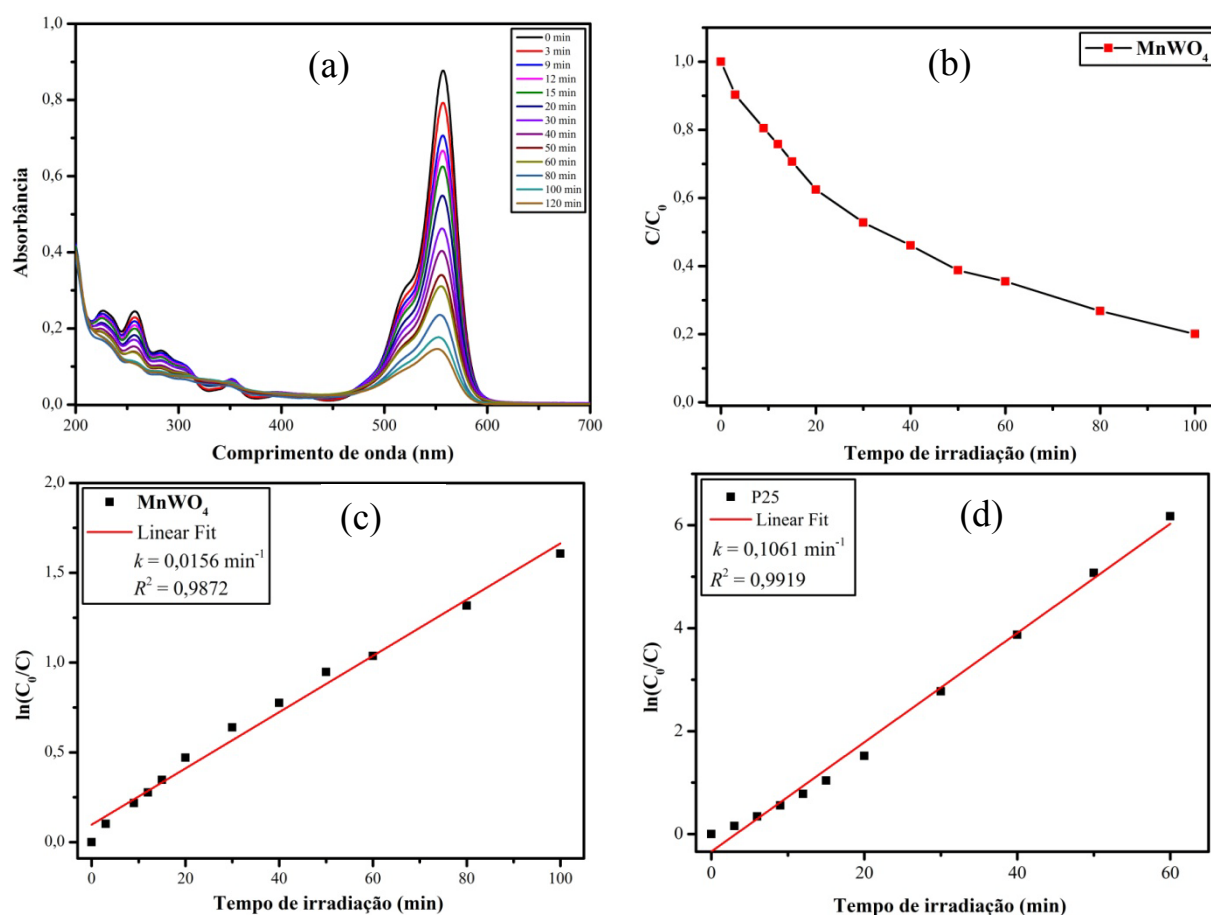 (a)
0 min
3 min
9 min
12 min
15 min
20 min
30 min
40 min
50 min
60 min
80 min
100 min
120 min
1,0
0,8
0,6
0,4
0,2
0,0
Absorbância
200 300 400 500 600 700
Comprimento de onda (nm)
(b)
MnWO₄
1,0
0,8
0,6
0,4
0,2
0,0
C/C₀
0 20 40 60 80 100
Tempo de irradiação (min)
(c)
MnWO₄
Linear Fit
k = 0,0156 min⁻¹
R² = 0,9872
2,0
1,5
1,0
0,5
0,0
ln(C₀/C)
0 20 40 60 80 100
Tempo de irradiação (min)
(d)
P25
Linear Fit
k = 0,1061 min⁻¹
R² = 0,9919
6
4
2
0
ln(C₀/C)
0 20 40 60
Tempo de irradiação (min)